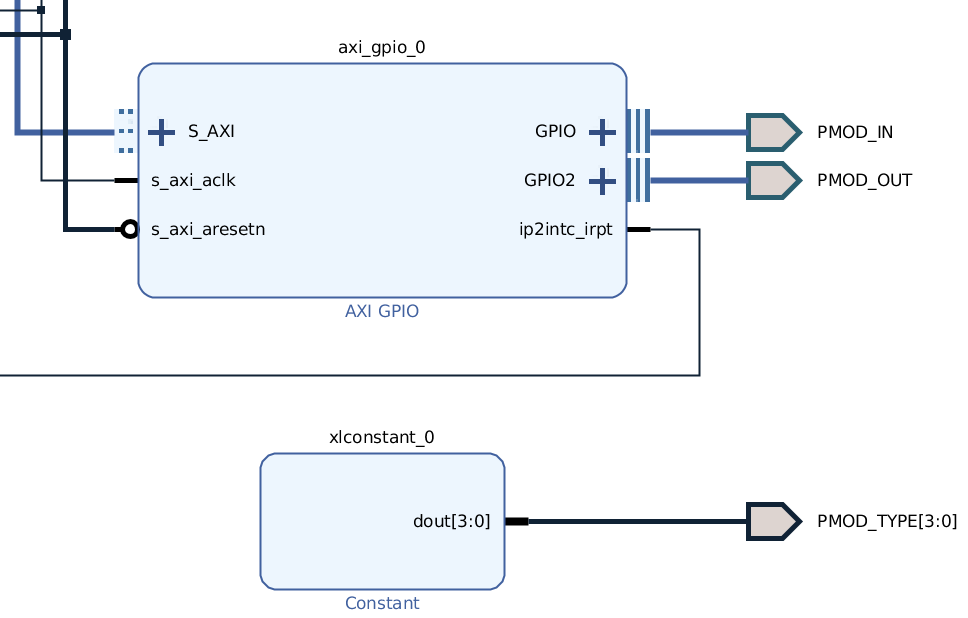 axi_gpio_0
S_AXI
s_axi_aclk
s_axi_aresetn
GPIO
GPIO2
ip2intc_irpt
PMOD_IN
PMOD_OUT
AXI GPIO
xlconstant_0
dout[3:0]
PMOD_TYPE[3:0]
Constant